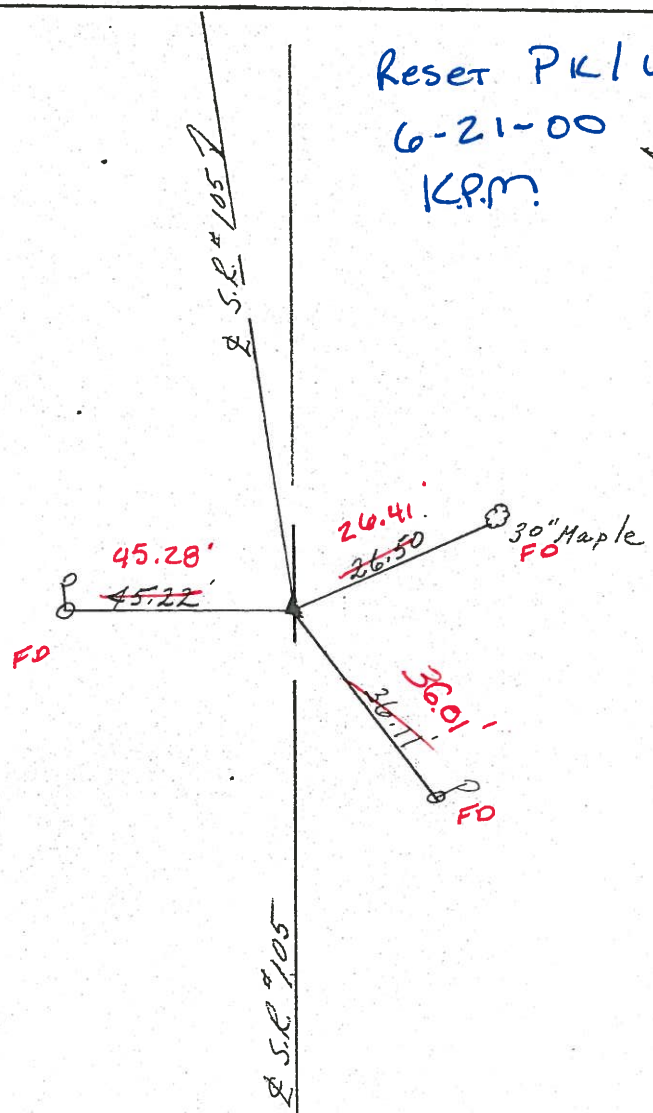 Reset PK/
6-21-00
K.P.M.
℄ S.R. #105
26.41'
26.50
30" Maple
FD
45.28'
45.22'
FD
36.01'
36.11'
FD
℄ S.R. #105